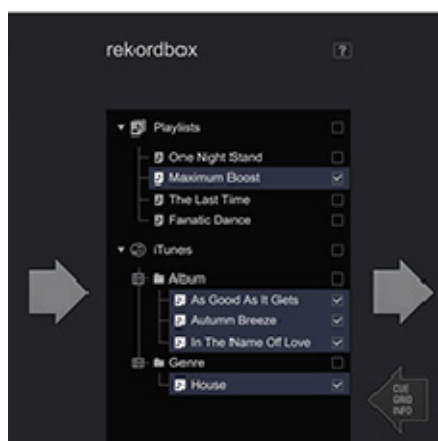 rekordbox ?
Playlists
One Night Stand
Maximum Boost
The Last Time
Fanatic Dance
iTunes
Album
As Good As It Gets
Autumn Breeze
In The Name Off Love
Genre
House
CUE
GRID
INFO